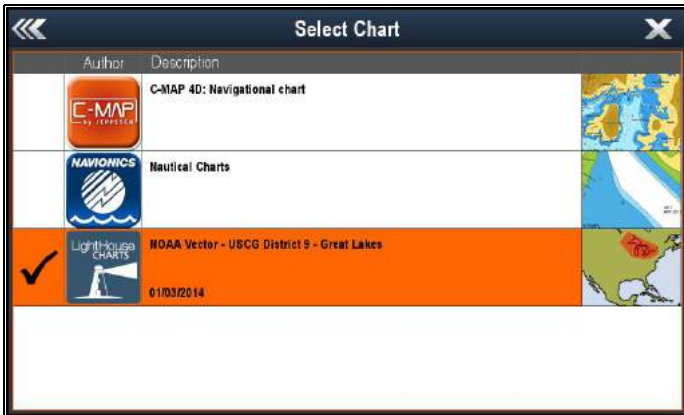 Select Chart
Author Description
C-MAP
by JEPPESEN
C-MAP 4D: Navigational chart
NAVIONICS
Nautical Charts
LightHouse
CHARTS
NOAA Vector - USCG District 9 - Great Lakes
01/03/2014